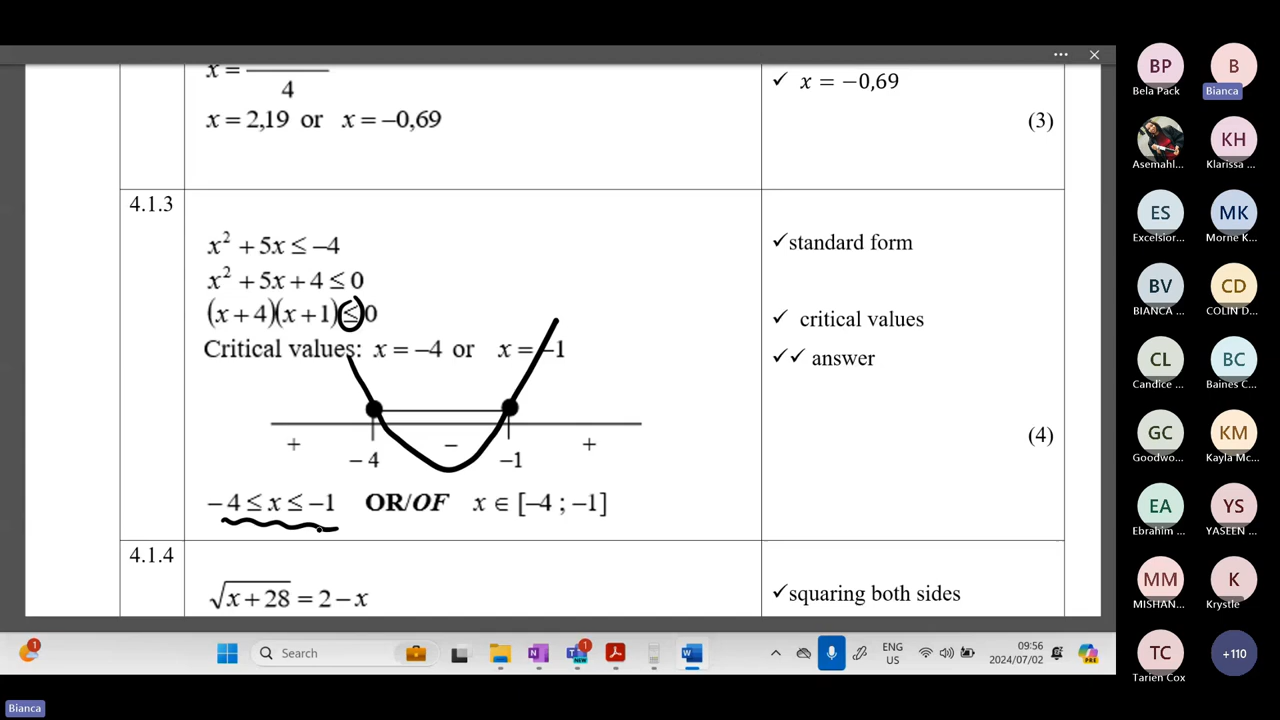 x =
4
x = 2,19 or x = −0,69
✓ x = −0,69
(3)
4.1.3
x² + 5x ≤ −4
x² + 5x + 4 ≤ 0
(x + 4)(x + 1) ≤ 0
Critical values: x = −4 or x = −1
+ − +
− 4 −1
− 4 ≤ x ≤ −1 OR/OF x ∈ [−4 ; −1]
✓standard form
✓ critical values
✓✓ answer
(4)
4.1.4
√x + 28 = 2 − x
✓squaring both sides
BP
Bela Pack
B
Bianca
Asemahl...
KH
Klarissa ...
ES
Excelsior...
MK
Morne K...
BV
BIANCA ...
CD
COLIN D...
CL
Candice ...
BC
Baines C...
GC
Goodwo...
KM
Kayla Mc...
EA
Ebrahim ...
YS
YASEEN ...
MM
MISHAN...
K
Krystle
TC
Tarien Cox
+110
1
Search
NEW
1
W
ENG
US
09:56
2024/07/02
PRE
Bianca